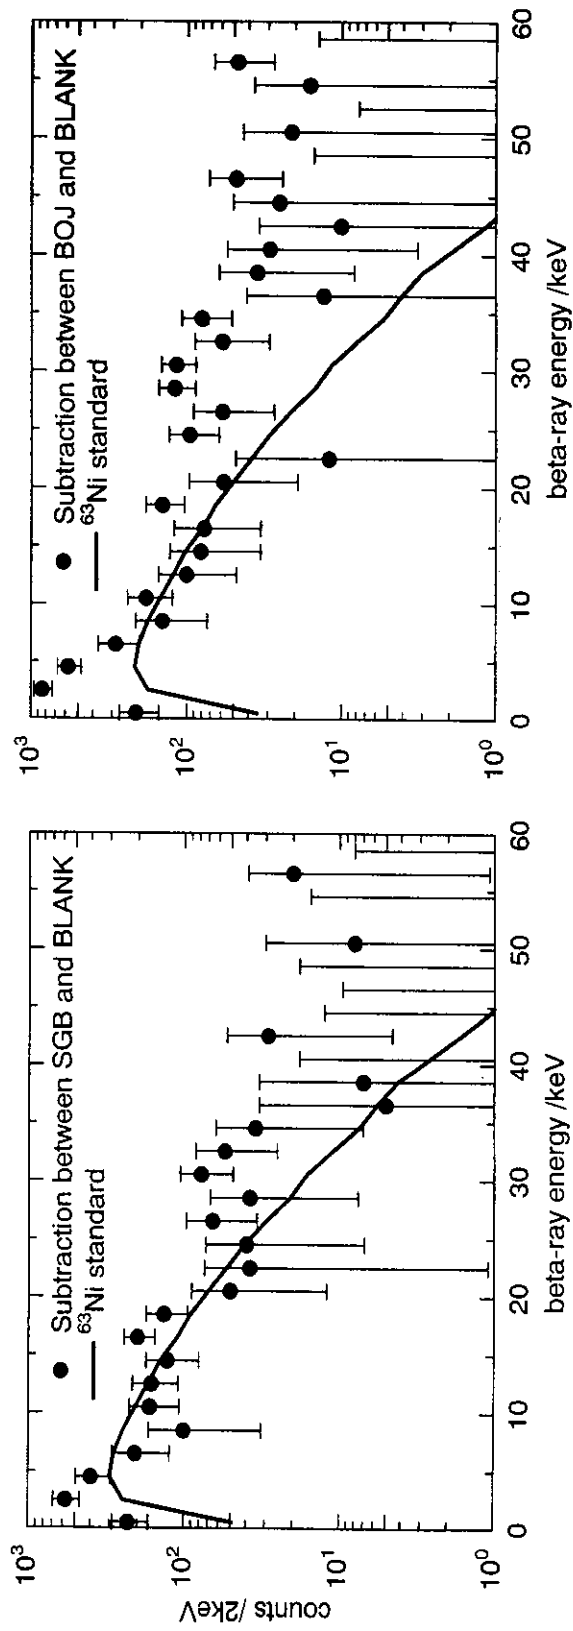 10³
10²
10¹
10⁰
counts /2keV
● Subtraction between SGB and BLANK
— ⁶³Ni standard
0 10 20 30 40 50 60
beta-ray energy /keV
10³
10²
10¹
10⁰
● Subtraction between BOJ and BLANK
— ⁶³Ni standard
0 10 20 30 40 50 60
beta-ray energy /keV